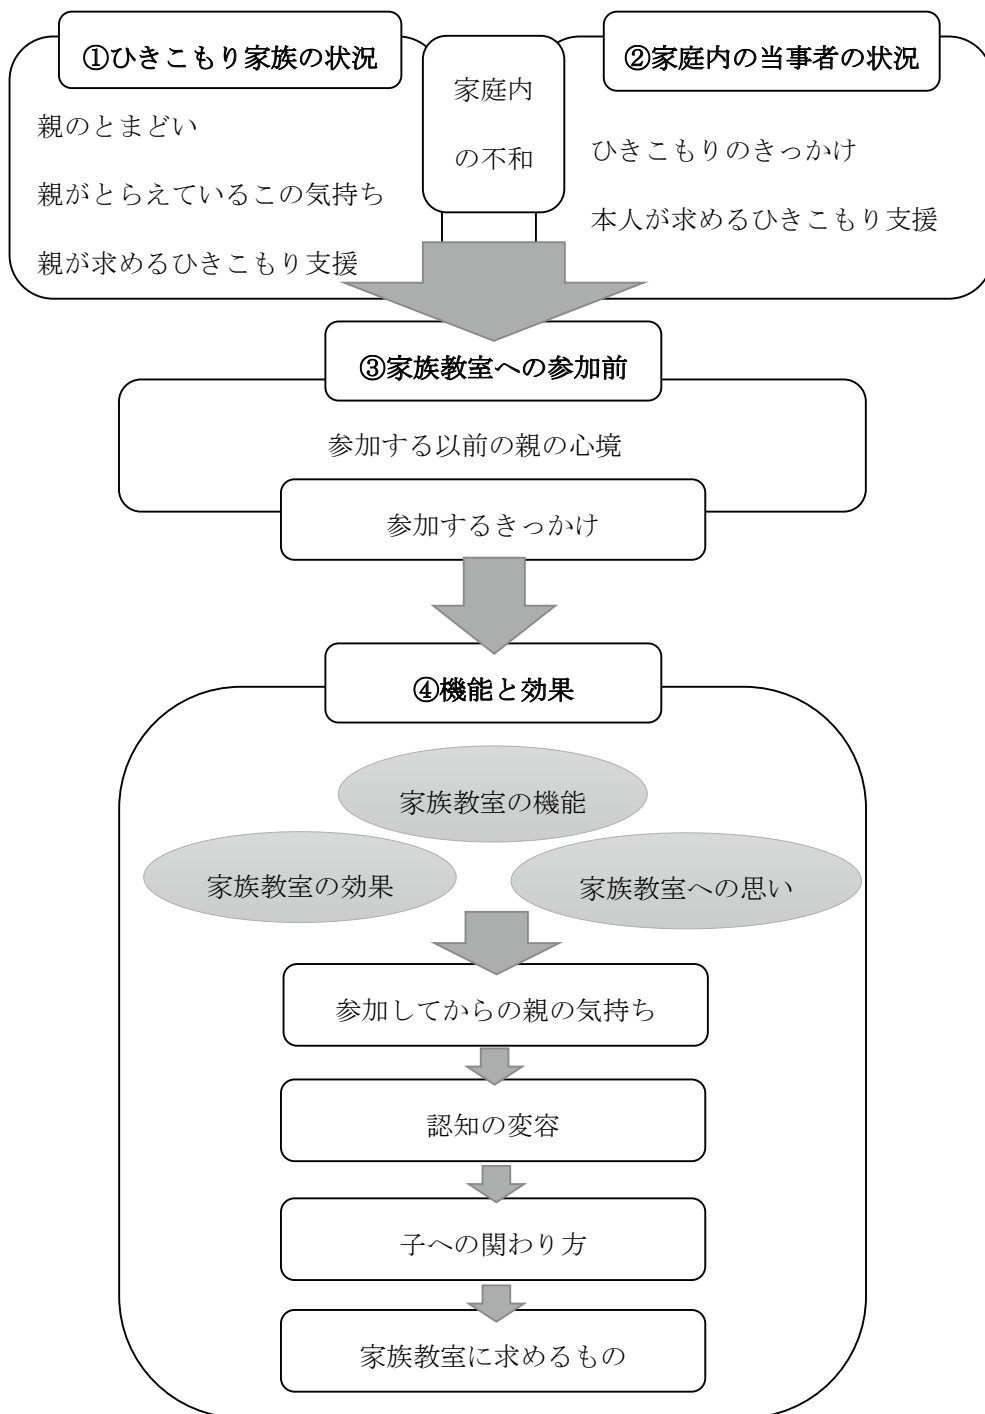 ①ひきこもり家族の状況
親のとまどい
親がとらえているこの気持ち
親が求めるひきこもり支援
家庭内
の不和
②家庭内の当事者の状況
ひきこもりのきっかけ
本人が求めるひきこもり支援
③家族教室への参加前
参加する以前の親の心境
参加するきっかけ
④機能と効果
家族教室の機能
家族教室の効果
家族教室への思い
参加してからの親の気持ち
認知の変容
子への関わり方
家族教室に求めるもの